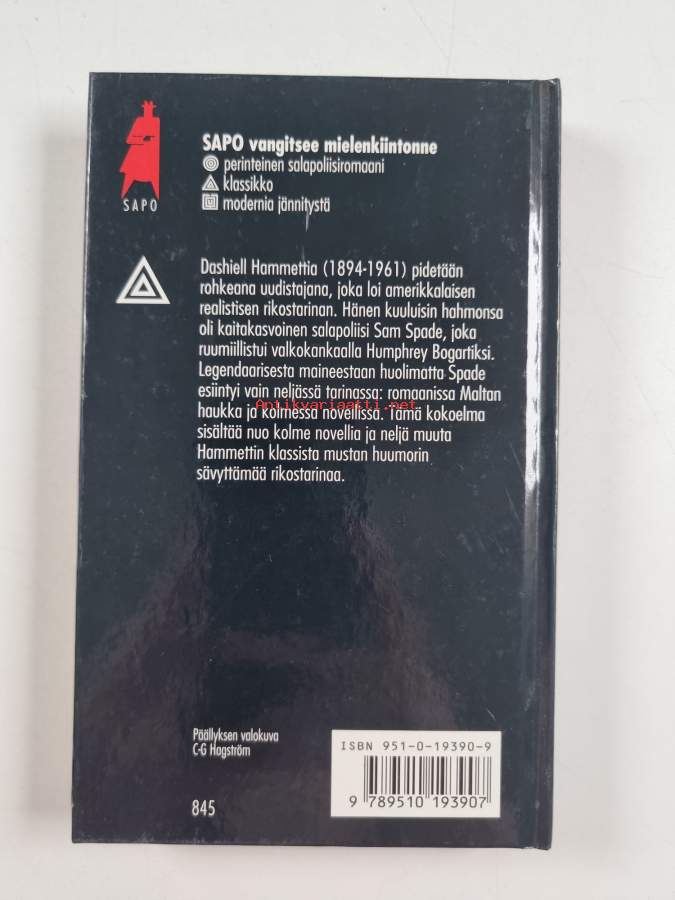 SAPO
SAPO vangitsee mielenkiintonne
perinteinen salapoliisiromaani
klassikko
modernia jännitystä
Dashiell Hammettia (1894-1961) pidetään
rohkeana uudistajana, joka loi amerikkalaisen
realistisen rikostarinan. Hänen kuuluisin hahmonsa
oli kaitakasvoinen salapoliisi Sam Spade, joka
ruumiillistui valkokankaalla Humphrey Bogartiksi.
Legendaarisesta maineestaan huolimatta Spade
esiintyi vain neljässä tarinassa: romaanissa Maltan
Antikvariaatti.net
haukka ja kolmessa novellissa. Tämä kokoelma
sisältää nuo kolme novellia ja neljä muuta
Hammettin klassista mustan huumorin
sävyttämää rikostarinaa.
Päällyksen valokuva
C-G Hagström
845
ISBN 951-0-19390-9
9 789510 193907